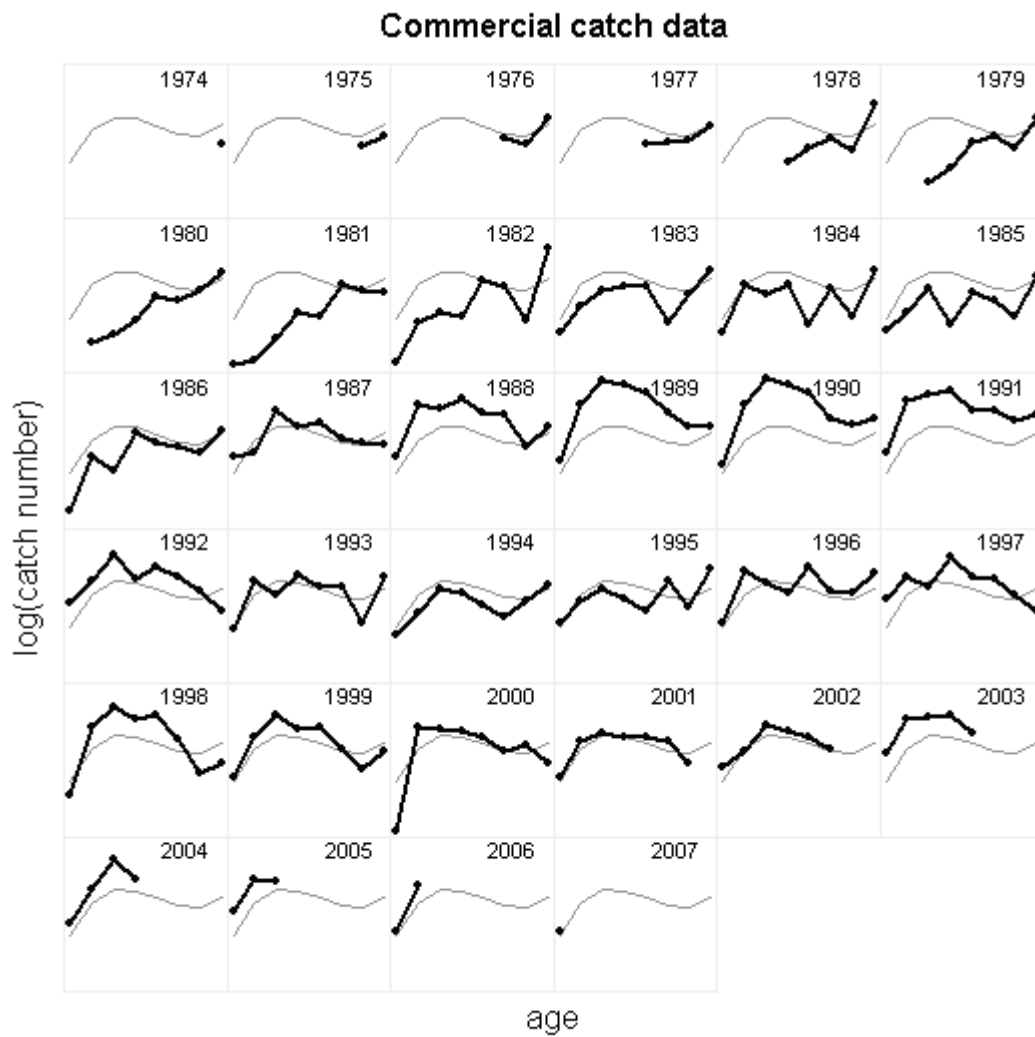 Commercial catch data
1974 1975 1976 1977 1978 1979
1980 1981 1982 1983 1984 1985
1986 1987 1988 1989 1990 1991
1992 1993 1994 1995 1996 1997
1998 1999 2000 2001 2002 2003
2004 2005 2006 2007
log(catch number)
age